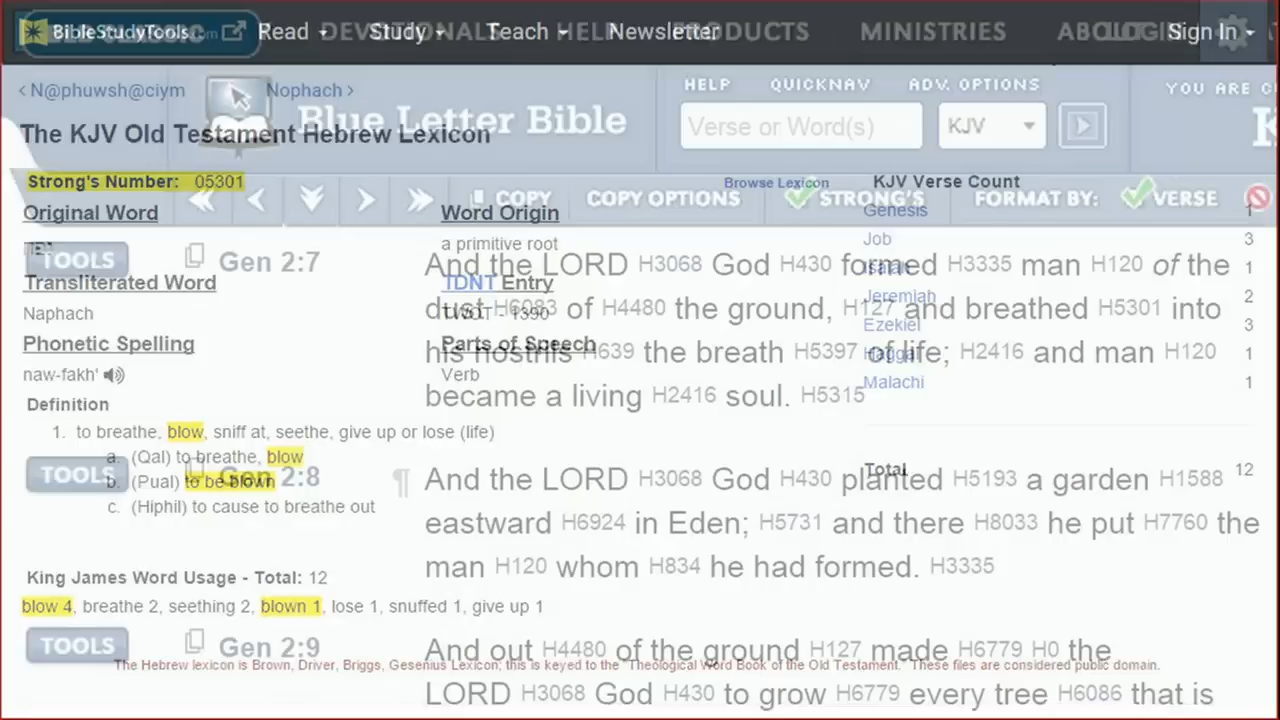 BibleStudyTools.com Read Study Teach Newsletter Sign In
DEVOTIONALS HELP PRODUCTS MINISTRIES ABOUT
< N@phuwsh@ciym Nophach >
HELP QUICKNAV ADV. OPTIONS YOU ARE
Blue Letter Bible Verse or Word(s) KJV K
The KJV Old Testament Hebrew Lexicon
Strong's Number: 05301 Browse Lexicon KJV Verse Count
COPY COPY OPTIONS STRONG'S FORMAT BY: VERSE
Original Word Word Origin Genesis 1
a primitive root Job 3
Transliterated Word TDNT Entry Isaiah 1
Naphach TWOT - 1390 Jeremiah 2
Phonetic Spelling Parts of Speech Ezekiel 3
naw-fakh' Verb Haggai 1
Malachi 1
Definition
1. to breathe, blow, sniff at, seethe, give up or lose (life)
a. (Qal) to breathe, blow
b. (Pual) to be blown
c. (Hiphil) to cause to breathe out
Total 12
King James Word Usage - Total: 12
blow 4, breathe 2, seething 2, blown 1, lose 1, snuffed 1, give up 1
The Hebrew lexicon is Brown, Driver, Briggs, Gesenius Lexicon; this is keyed to the "Theological Word Book of the Old Testament." These files are considered public domain.
TOOLS Gen 2:7 And the LORD H3068 God H430 formed H3335 man H120 of the
dust H6083 of H4480 the ground, H127 and breathed H5301 into
his nostrils H639 the breath H5397 of life; H2416 and man H120
became a living H2416 soul. H5315
TOOLS Gen 2:8 ¶ And the LORD H3068 God H430 planted H5193 a garden H1588
eastward H6924 in Eden; H5731 and there H8033 he put H7760 the
man H120 whom H834 he had formed. H3335
TOOLS Gen 2:9 And out H4480 of the ground H127 made H6779 H0 the
LORD H3068 God H430 to grow H6779 every tree H6086 that is